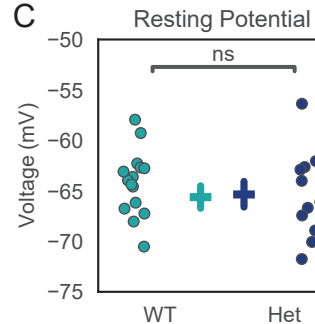 C
Resting Potential
ns
Voltage (mV)
−50
−55
−60
−65
−70
−75
WT
Het